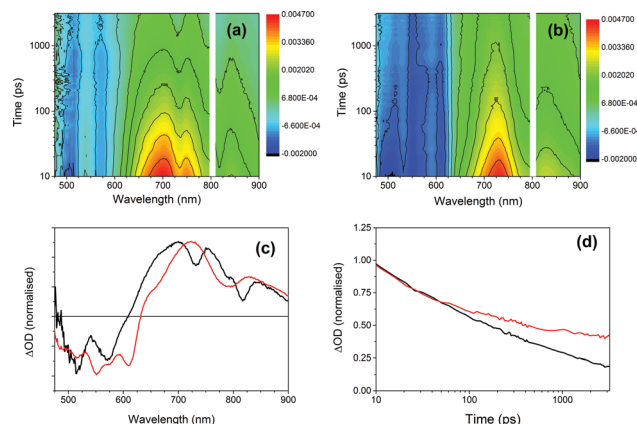 (a)
Time (ps)
1000
100
10
500 600 700 800 900
Wavelength (nm)
0.004700
0.003360
0.002020
6.800E-04
-6.600E-04
-0.002000
(b)
Time (ps)
1000
100
10
500 600 700 800 900
Wavelength (nm)
0.004700
0.003360
0.002020
6.800E-04
-6.600E-04
-0.002000
(c)
ΔOD (normalised)
500 600 700 800 900
Wavelength (nm)
(d)
ΔOD (normalised)
1.25
1.00
0.75
0.50
0.25
0.00
10 100 1000
Time (ps)